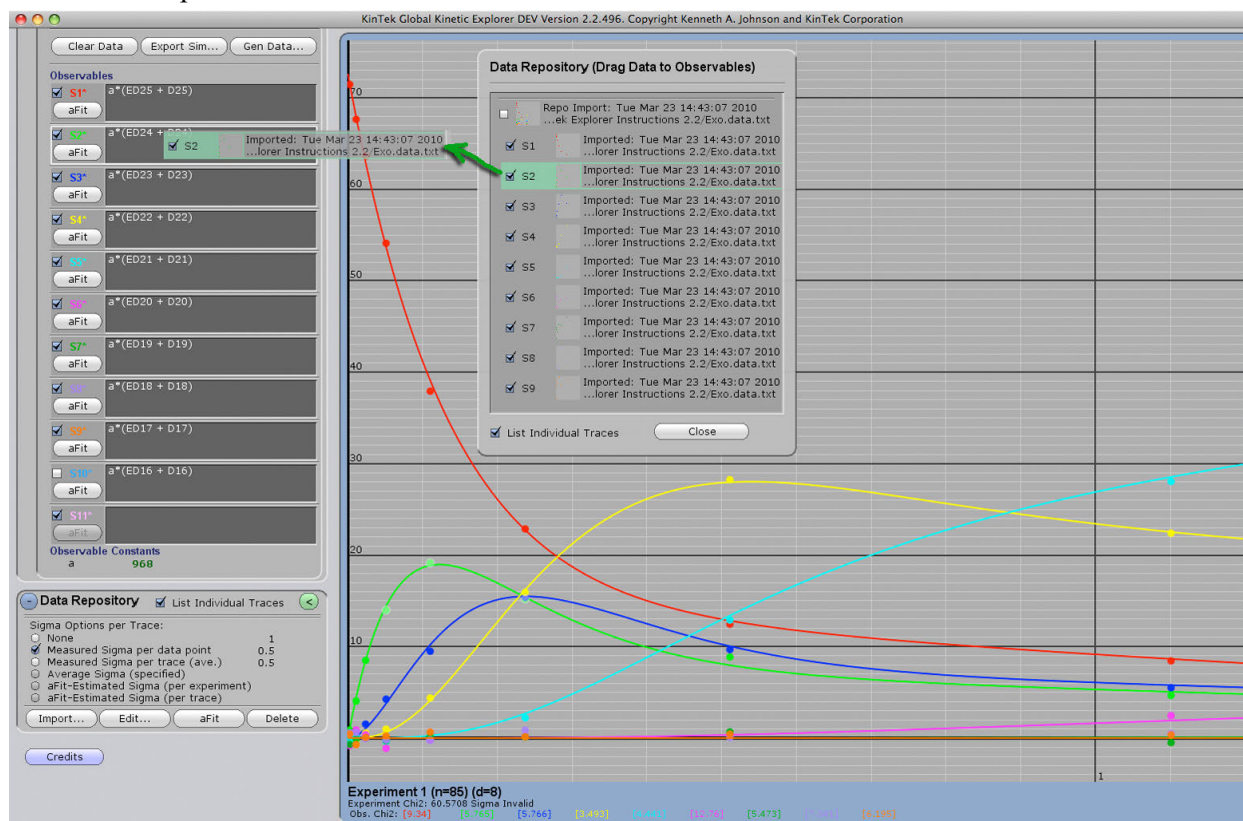 KinTek Global Kinetic Explorer DEV Version 2.2.496. Copyright Kenneth A. Johnson and KinTek Corporation
Clear Data
Export Sim...
Gen Data...
Observables
S1*
a*(ED25 + D25)
aFit
S2*
a*(ED24 + D24)
aFit
S2
Imported: Tue Mar 23 14:43:07 2010
...lorer Instructions 2.2/Exo.data.txt
S3*
a*(ED23 + D23)
aFit
S4*
a*(ED22 + D22)
aFit
S5*
a*(ED21 + D21)
aFit
S6*
a*(ED20 + D20)
aFit
S7*
a*(ED19 + D19)
aFit
S8*
a*(ED18 + D18)
aFit
S9*
a*(ED17 + D17)
aFit
S10*
a*(ED16 + D16)
aFit
S11*
aFit
Observable Constants
a 968
Data Repository
List Individual Traces
<
Sigma Options per Trace:
None 1
Measured Sigma per data point 0.5
Measured Sigma per trace (ave.) 0.5
Average Sigma (specified)
aFit-Estimated Sigma (per experiment)
aFit-Estimated Sigma (per trace)
Import...
Edit...
aFit
Delete
Credits
Data Repository (Drag Data to Observables)
Repo Import: Tue Mar 23 14:43:07 2010
...ek Explorer Instructions 2.2/Exo.data.txt
S1
Imported: Tue Mar 23 14:43:07 2010
...lorer Instructions 2.2/Exo.data.txt
S2
Imported: Tue Mar 23 14:43:07 2010
...lorer Instructions 2.2/Exo.data.txt
S3
Imported: Tue Mar 23 14:43:07 2010
...lorer Instructions 2.2/Exo.data.txt
S4
Imported: Tue Mar 23 14:43:07 2010
...lorer Instructions 2.2/Exo.data.txt
S5
Imported: Tue Mar 23 14:43:07 2010
...lorer Instructions 2.2/Exo.data.txt
S6
Imported: Tue Mar 23 14:43:07 2010
...lorer Instructions 2.2/Exo.data.txt
S7
Imported: Tue Mar 23 14:43:07 2010
...lorer Instructions 2.2/Exo.data.txt
S8
Imported: Tue Mar 23 14:43:07 2010
...lorer Instructions 2.2/Exo.data.txt
S9
Imported: Tue Mar 23 14:43:07 2010
...lorer Instructions 2.2/Exo.data.txt
List Individual Traces
Close
70
60
50
40
30
20
10
1
Experiment 1 (n=85) (d=8)
Experiment Chi2: 60.5708 Sigma Invalid
Obs. Chi2: [9.34] [5.766] [3.493] [12.78] [5.473]